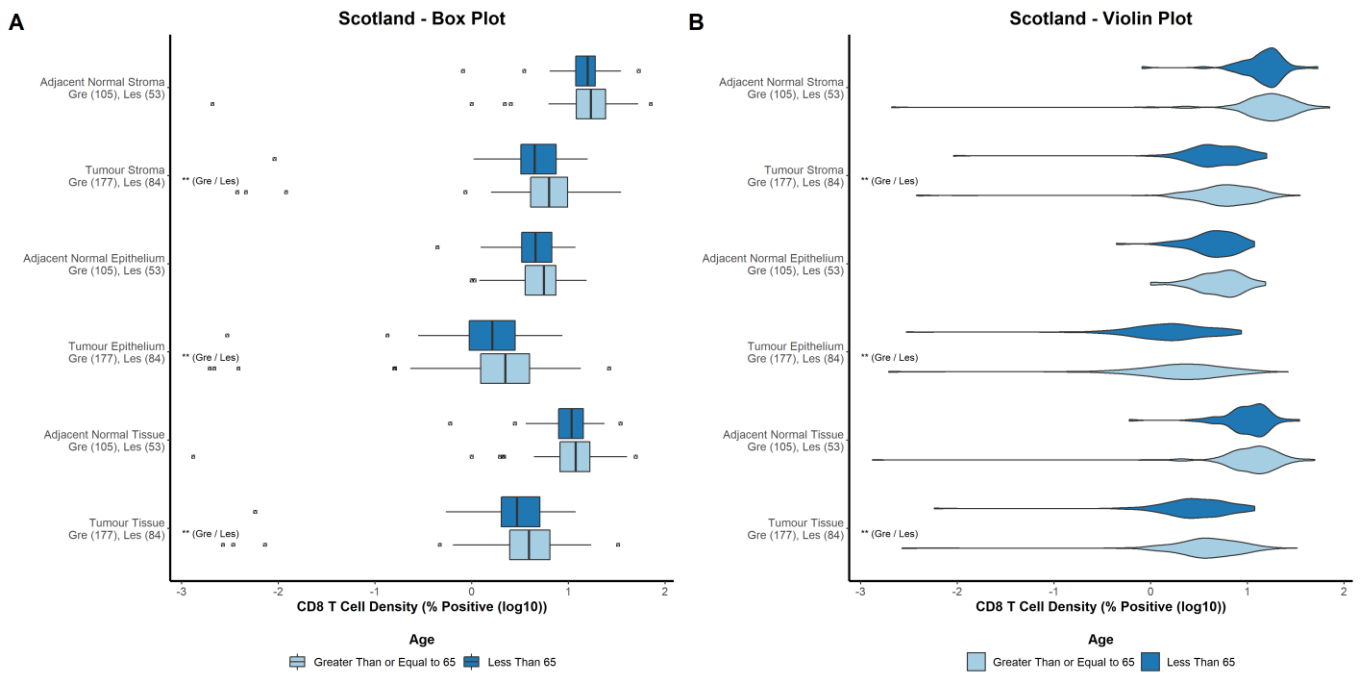 A
Scotland - Box Plot
Adjacent Normal Stroma
Gre (105), Les (53)
Tumour Stroma
Gre (177), Les (84)
** (Gre / Les)
Adjacent Normal Epithelium
Gre (105), Les (53)
Tumour Epithelium
Gre (177), Les (84)
** (Gre / Les)
Adjacent Normal Tissue
Gre (105), Les (53)
Tumour Tissue
Gre (177), Les (84)
** (Gre / Les)
-3 -2 -1 0 1 2
CD8 T Cell Density (% Positive (log10))
Age
Greater Than or Equal to 65 Less Than 65
B
Scotland - Violin Plot
Adjacent Normal Stroma
Gre (105), Les (53)
Tumour Stroma
Gre (177), Les (84)
** (Gre / Les)
Adjacent Normal Epithelium
Gre (105), Les (53)
Tumour Epithelium
Gre (177), Les (84)
** (Gre / Les)
Adjacent Normal Tissue
Gre (105), Les (53)
Tumour Tissue
Gre (177), Les (84)
** (Gre / Les)
-3 -2 -1 0 1 2
CD8 T Cell Density (% Positive (log10))
Age
Greater Than or Equal to 65 Less Than 65